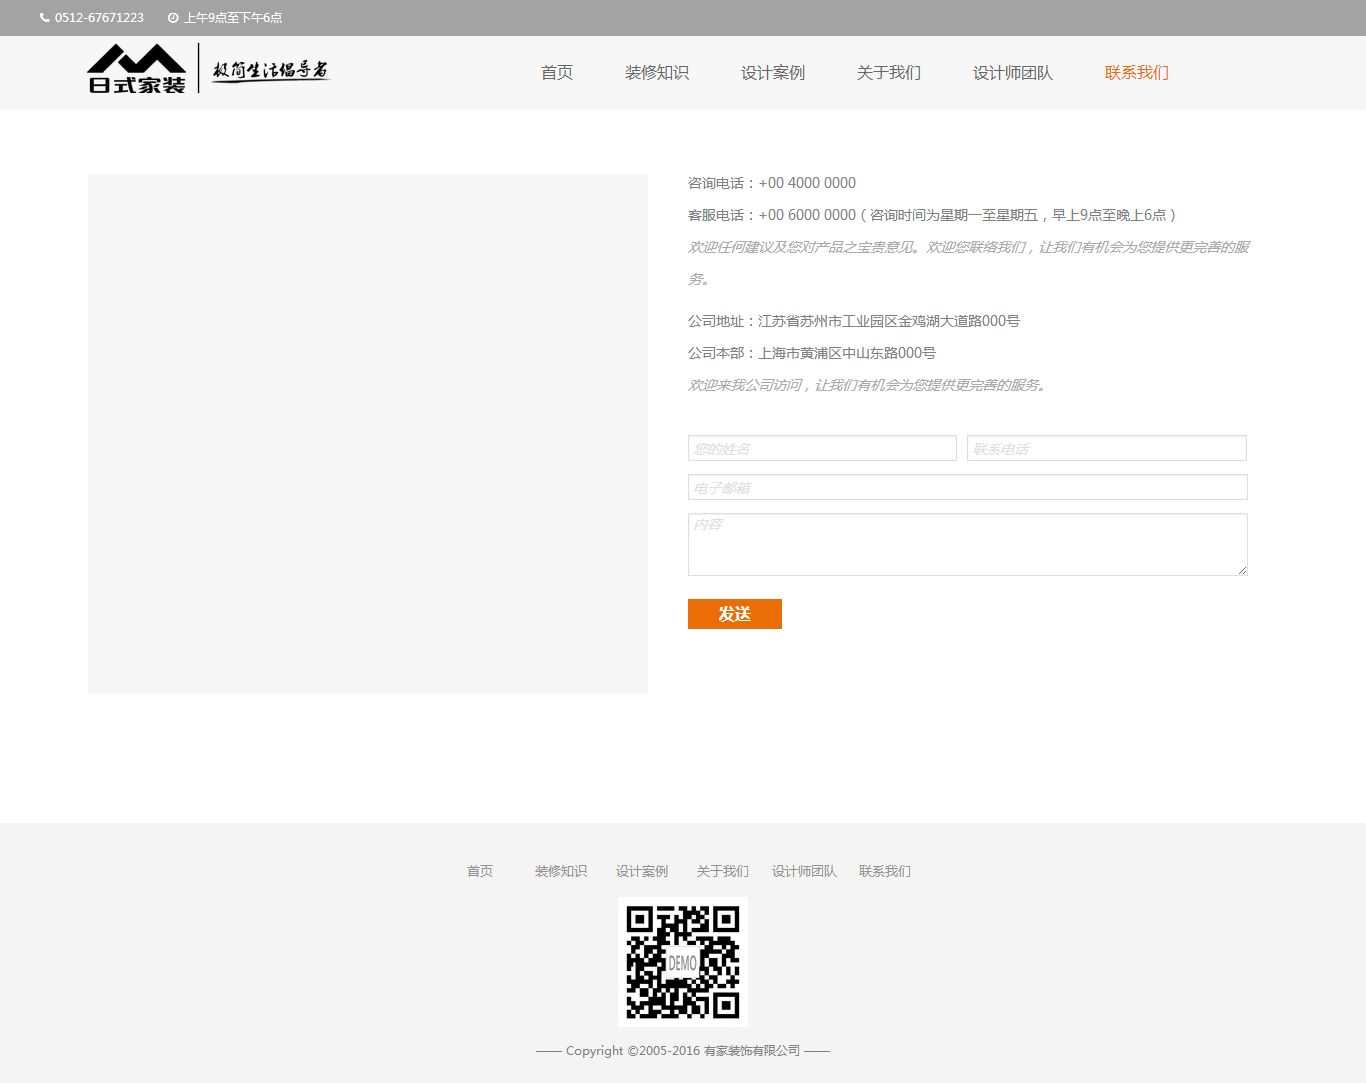 0512-67671223 上午9点至下午6点
日式家装 极简生活倡导者
首页 装修知识 设计案例 关于我们 设计师团队 联系我们
咨询电话：+00 4000 0000
客服电话：+00 6000 0000（咨询时间为星期一至星期五，早上9点至晚上6点）
欢迎任何建议及您对产品之宝贵意见。欢迎您联络我们，让我们有机会为您提供更完善的服
务。
公司地址：江苏省苏州市工业园区金鸡湖大道路000号
公司本部：上海市黄浦区中山东路000号
欢迎来我公司访问，让我们有机会为您提供更完善的服务。
您的姓名 联系电话
电子邮箱
内容
发送
首页 装修知识 设计案例 关于我们 设计师团队 联系我们
DEMO
—— Copyright ©2005-2016 有家装饰有限公司 ——